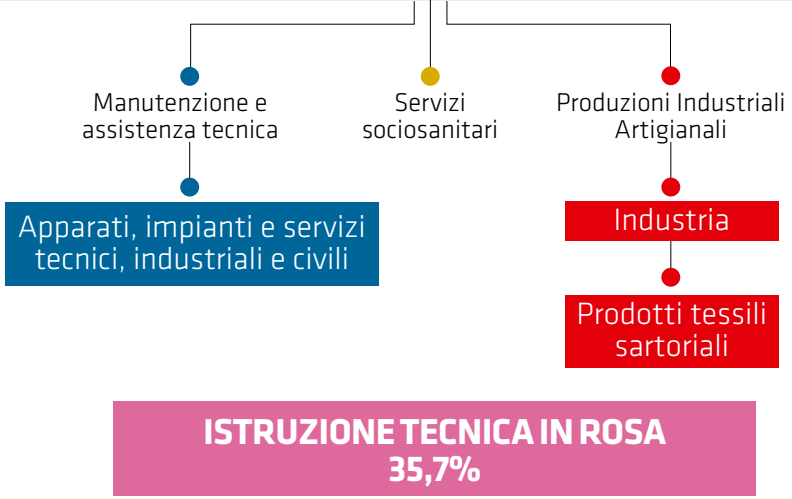 Manutenzione e
assistenza tecnica
Servizi
sociosanitari
Produzioni Industriali
Artigianali
Apparati, impianti e servizi
tecnici, industriali e civili
Industria
Prodotti tessili
sartoriali
ISTRUZIONE TECNICA IN ROSA
35,7%